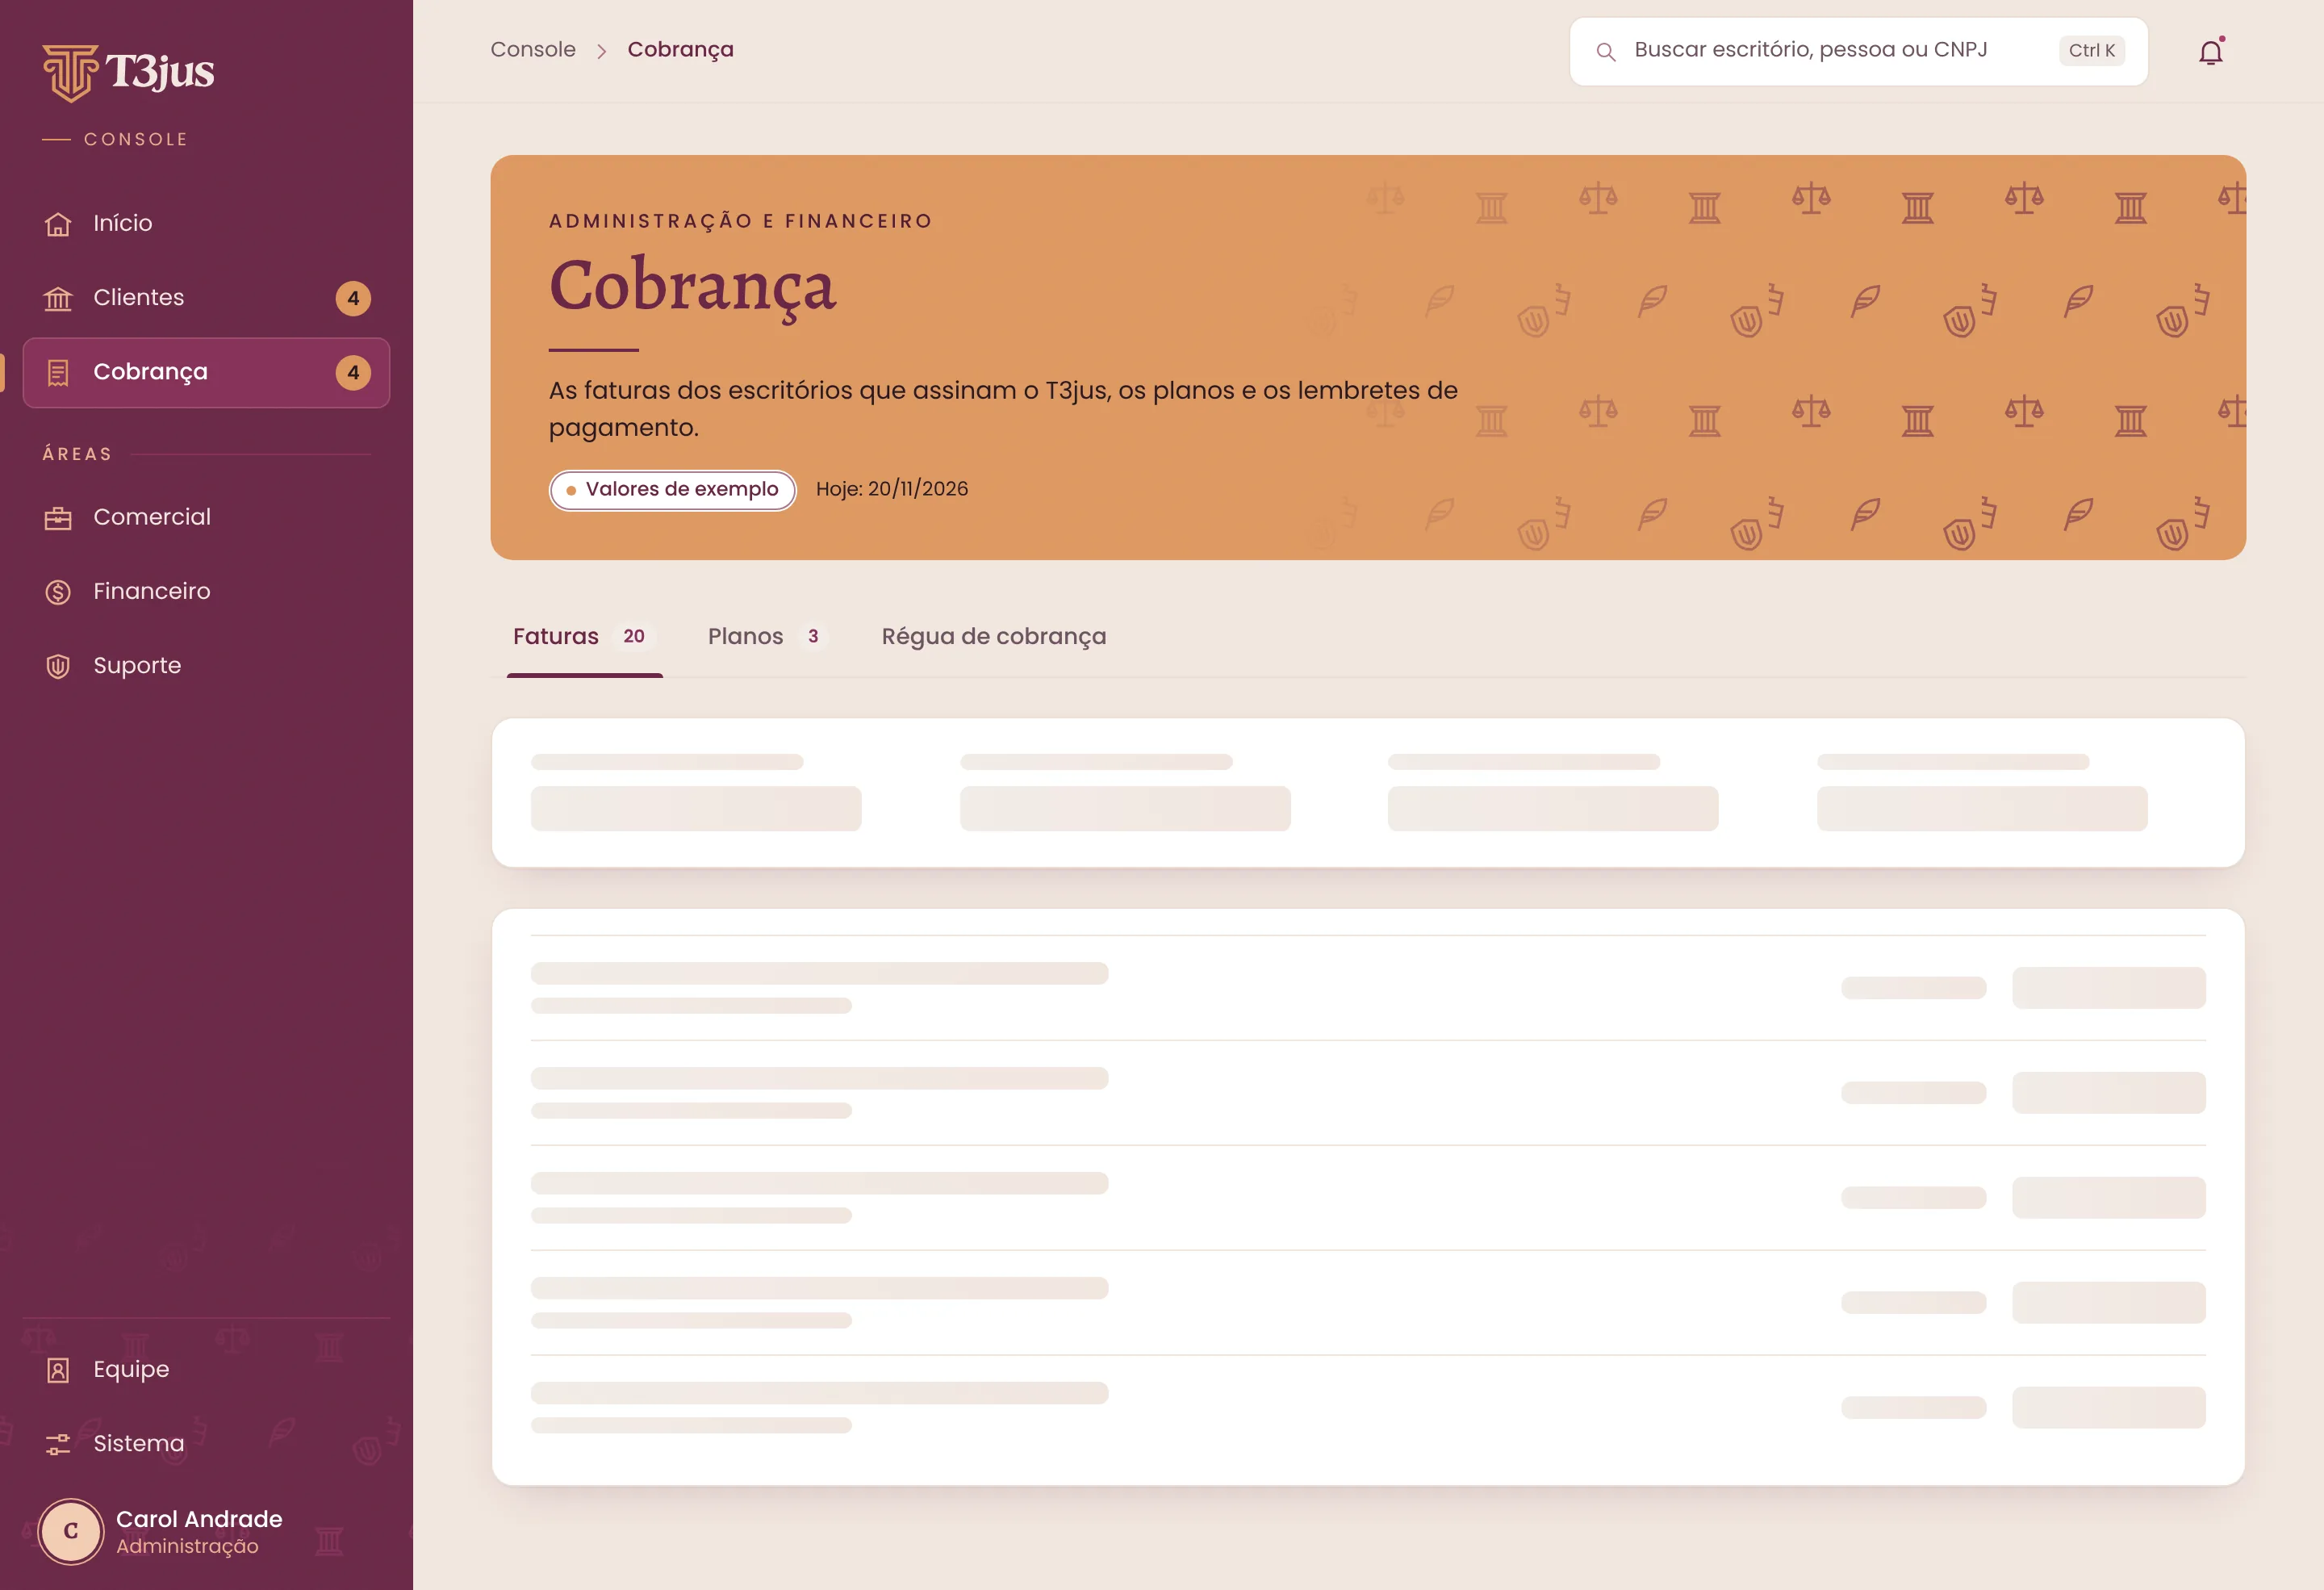 T3jus
CONSOLE
Início
Clientes 4
Cobrança 4
ÁREAS
Comercial
Financeiro
Suporte
Equipe
Sistema
C
Carol Andrade
Administração
Console Cobrança
Buscar escritório, pessoa ou CNPJ Ctrl K
ADMINISTRAÇÃO E FINANCEIRO
Cobrança
As faturas dos escritórios que assinam o T3jus, os planos e os lembretes de
pagamento.
Valores de exemplo Hoje: 20/11/2026
Faturas 20 Planos 3 Régua de cobrança